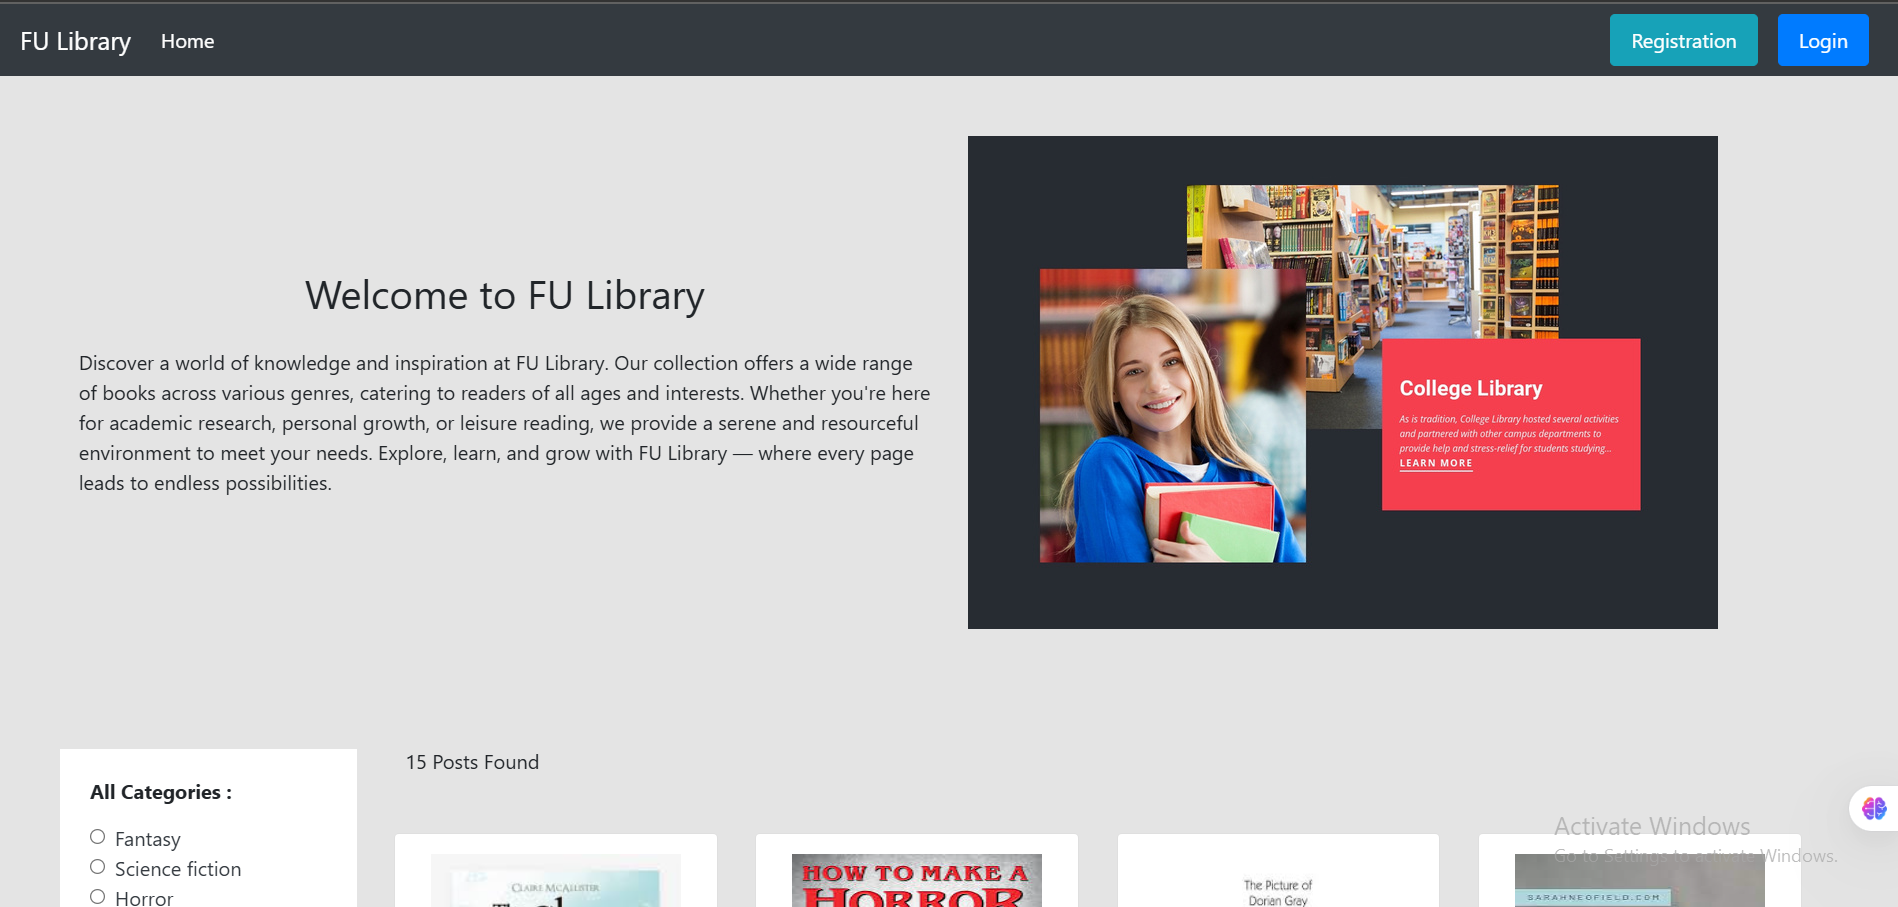 FU Library
Home
Registration
Login
Welcome to FU Library
Discover a world of knowledge and inspiration at FU Library. Our collection offers a wide range
of books across various genres, catering to readers of all ages and interests. Whether you're here
for academic research, personal growth, or leisure reading, we provide a serene and resourceful
environment to meet your needs. Explore, learn, and grow with FU Library — where every page
leads to endless possibilities.
College Library
As is tradition, College Library hosted several activities
and partnered with other campus departments to
provide help and stress-relief for students studying...
LEARN MORE
All Categories :
Fantasy
Science fiction
Horror
15 Posts Found
CLAIRE MCALLISTER
HOW TO MAKE A
HORROR
The Picture of
Dorian Gray
SARAHNEOFIELD.COM
Activate Windows
Go to Settings to activate Windows.